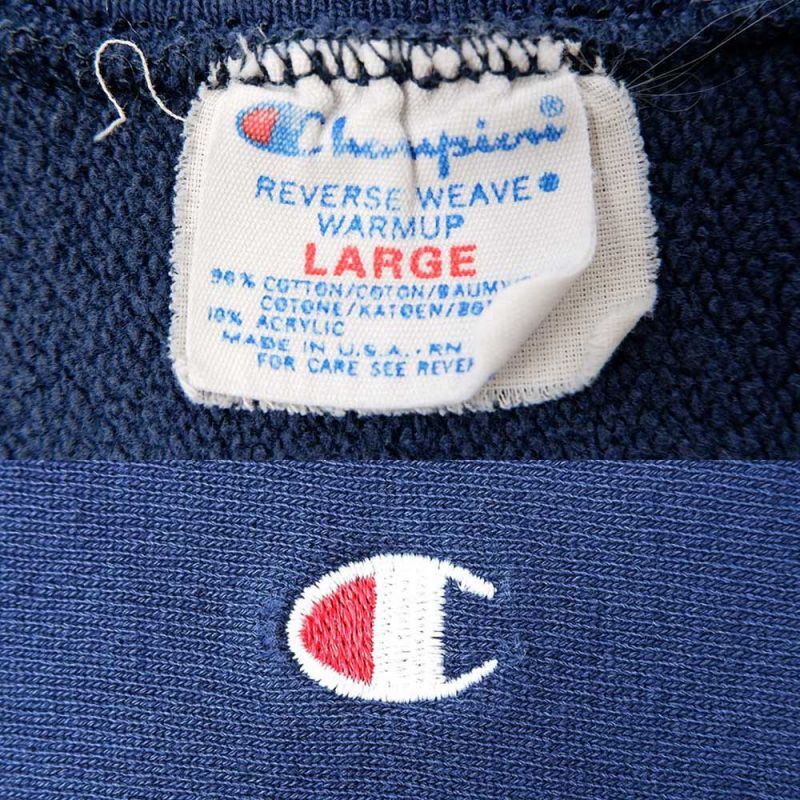 Champion®
REVERSE WEAVE
WARMUP
LARGE
90% COTTON/COTON/BAUMW
COTONE/KATOEN/
10% ACRYLIC
MADE IN U.S.A., RN
FOR CARE SEE REVER
C